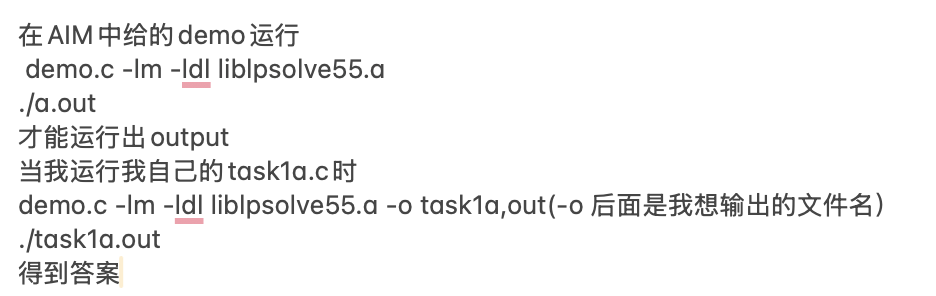 在AIM中给的demo运行
demo.c -lm -ldl liblpsolve55.a
./a.out
才能运行出output
当我运行我自己的task1a.c时
demo.c -lm -ldl liblpsolve55.a -o task1a,out(-o 后面是我想输出的文件名）
./task1a.out
得到答案